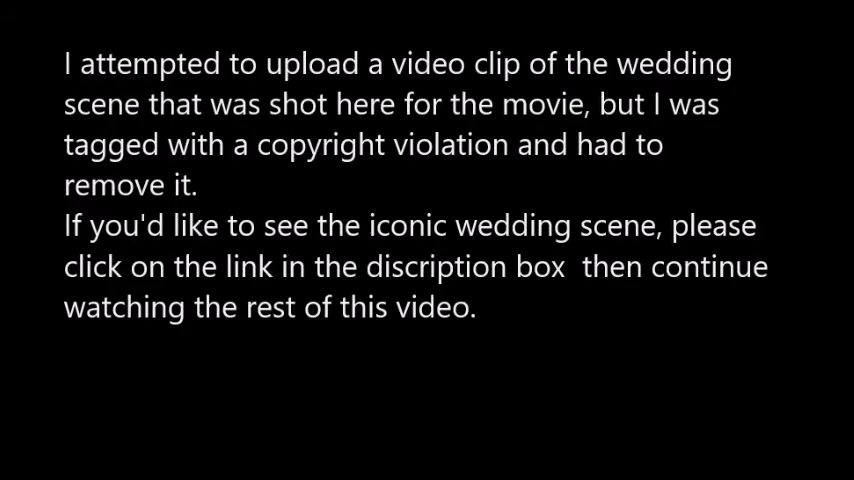 I attempted to upload a video clip of the wedding
scene that was shot here for the movie, but I was
tagged with a copyright violation and had to
remove it.
If you'd like to see the iconic wedding scene, please
click on the link in the discription box  then continue
watching the rest of this video.